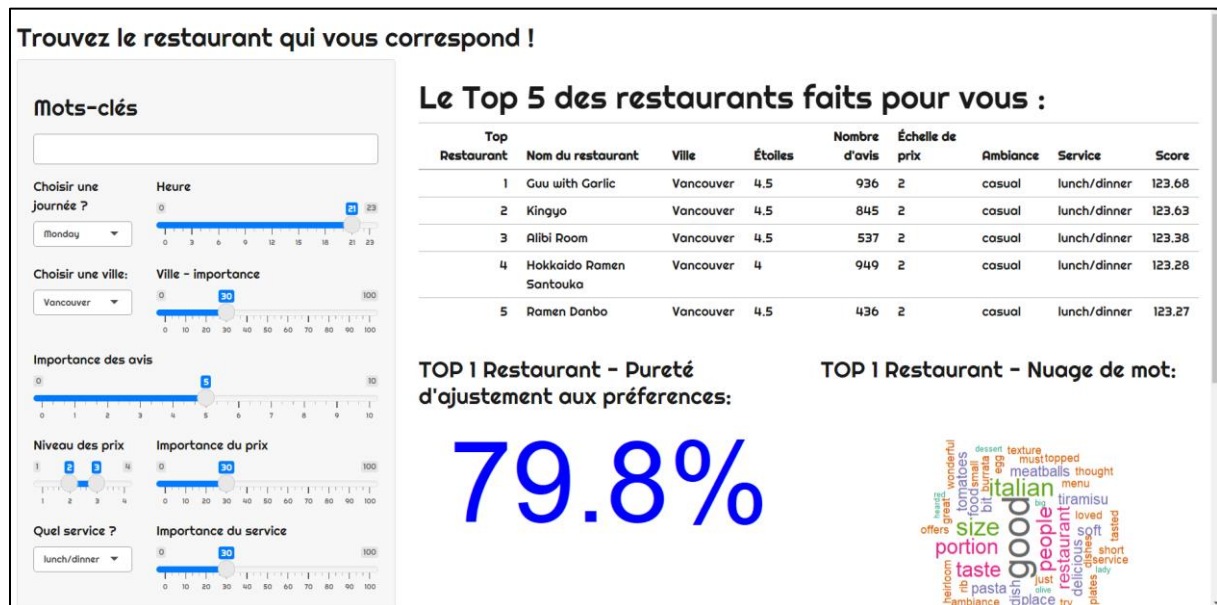 Trouvez le restaurant qui vous correspond !
Mots-clés
Choisir une journée ?
Monday
Heure
0 21 23
0 3 6 9 12 15 18 21 23
Choisir une ville:
Vancouver
Ville - importance
0 30 100
0 10 20 30 40 50 60 70 80 90 100
Importance des avis
0 5 10
0 1 2 3 4 5 6 7 8 9 10
Niveau des prix
1 2 3 4
1 2 3 4
Importance du prix
0 30 100
0 10 20 30 40 50 60 70 80 90 100
Quel service ?
lunch/dinner
Importance du service
0 30 100
0 10 20 30 40 50 60 70 80 90 100
Le Top 5 des restaurants faits pour vous :
Top Restaurant Nom du restaurant Ville Étoiles Nombre d'avis Échelle de prix Ambiance Service Score
1 Guu with Garlic Vancouver 4.5 936 2 casual lunch/dinner 123.68
2 Kingyo Vancouver 4.5 845 2 casual lunch/dinner 123.63
3 Alibi Room Vancouver 4.5 537 2 casual lunch/dinner 123.38
4 Hokkaido Ramen Santouka Vancouver 4 949 2 casual lunch/dinner 123.28
5 Ramen Danbo Vancouver 4.5 436 2 casual lunch/dinner 123.27
TOP 1 Restaurant - Pureté
d'ajustement aux préferences:
79.8%
TOP 1 Restaurant - Nuage de mot:
dessert texture
must topped
wonderful
meatballs thought
egg
burrata
menu
small
tomatoes
food
bit
great
hearted
italian
big
tiramisu
offers
size
good
people
restaurant
loved
soft
tasted
portion
delicious
dishes
short
service
taste
lady
just
heirloom
rib
pasta
dish
olive
plates
ambiance
place
try